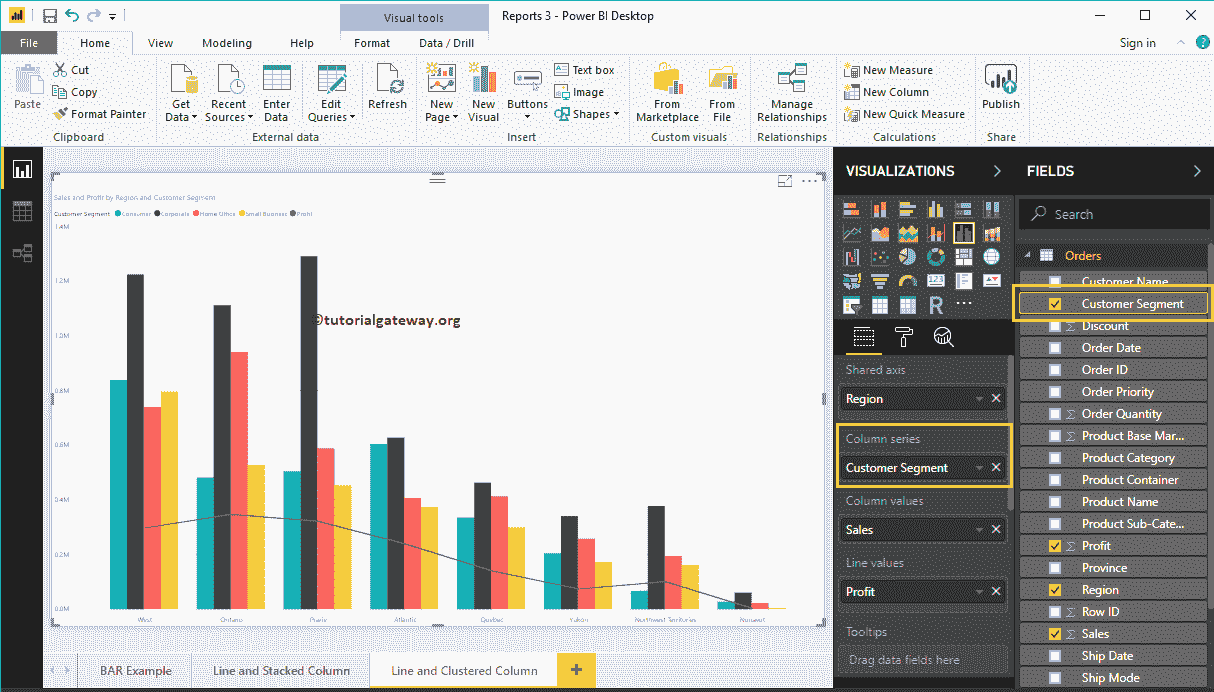 Visual tools
Reports 3 - Power BI Desktop
File Home View Modeling Help Format Data / Drill Sign in
Paste
Cut
Copy
Format Painter
Get Data
Recent Sources
Enter Data
Edit Queries
Refresh
New Page
New Visual
Buttons
Text box
Image
Shapes
From Marketplace
From File
Manage Relationships
New Measure
New Column
New Quick Measure
Publish
Clipboard External data Insert Custom visuals Relationships Calculations Share
Sales and Profit by Region and Customer Segment
Customer Segment Consumer Corporate Home Office Small Business Profit
1.4M
1.2M
1.0M
0.8M
0.6M
0.4M
0.2M
0.0M
©tutorialgateway.org
West Ontario Prarie Atlantic Quebec Yukon Northwest Territories Nunavut
BAR Example Line and Stacked Column Line and Clustered Column +
VISUALIZATIONS
123
R
Shared axis
Region
Column series
Customer Segment
Column values
Sales
Line values
Profit
Tooltips
Drag data fields here
FIELDS
Search
Orders
Customer Name
Customer Segment
Discount
Order Date
Order ID
Order Priority
Order Quantity
Product Base Mar...
Product Category
Product Container
Product Name
Product Sub-Cate...
Profit
Province
Region
Row ID
Sales
Ship Date
Ship Mode